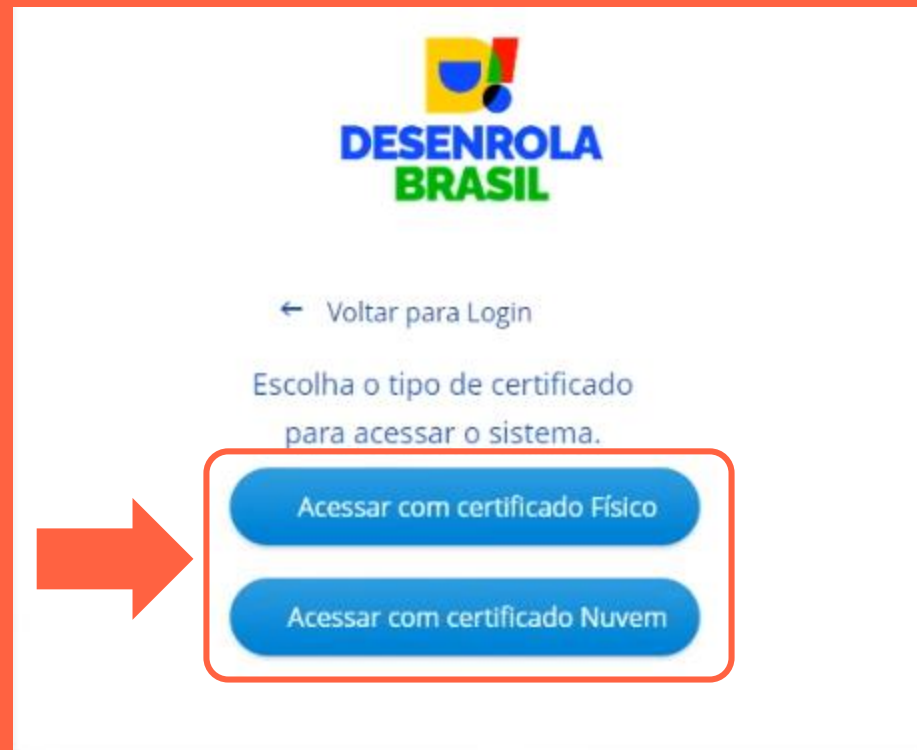 DESENROLA
BRASIL
← Voltar para Login
Escolha o tipo de certificado
para acessar o sistema.
Acessar com certificado Físico
Acessar com certificado Nuvem